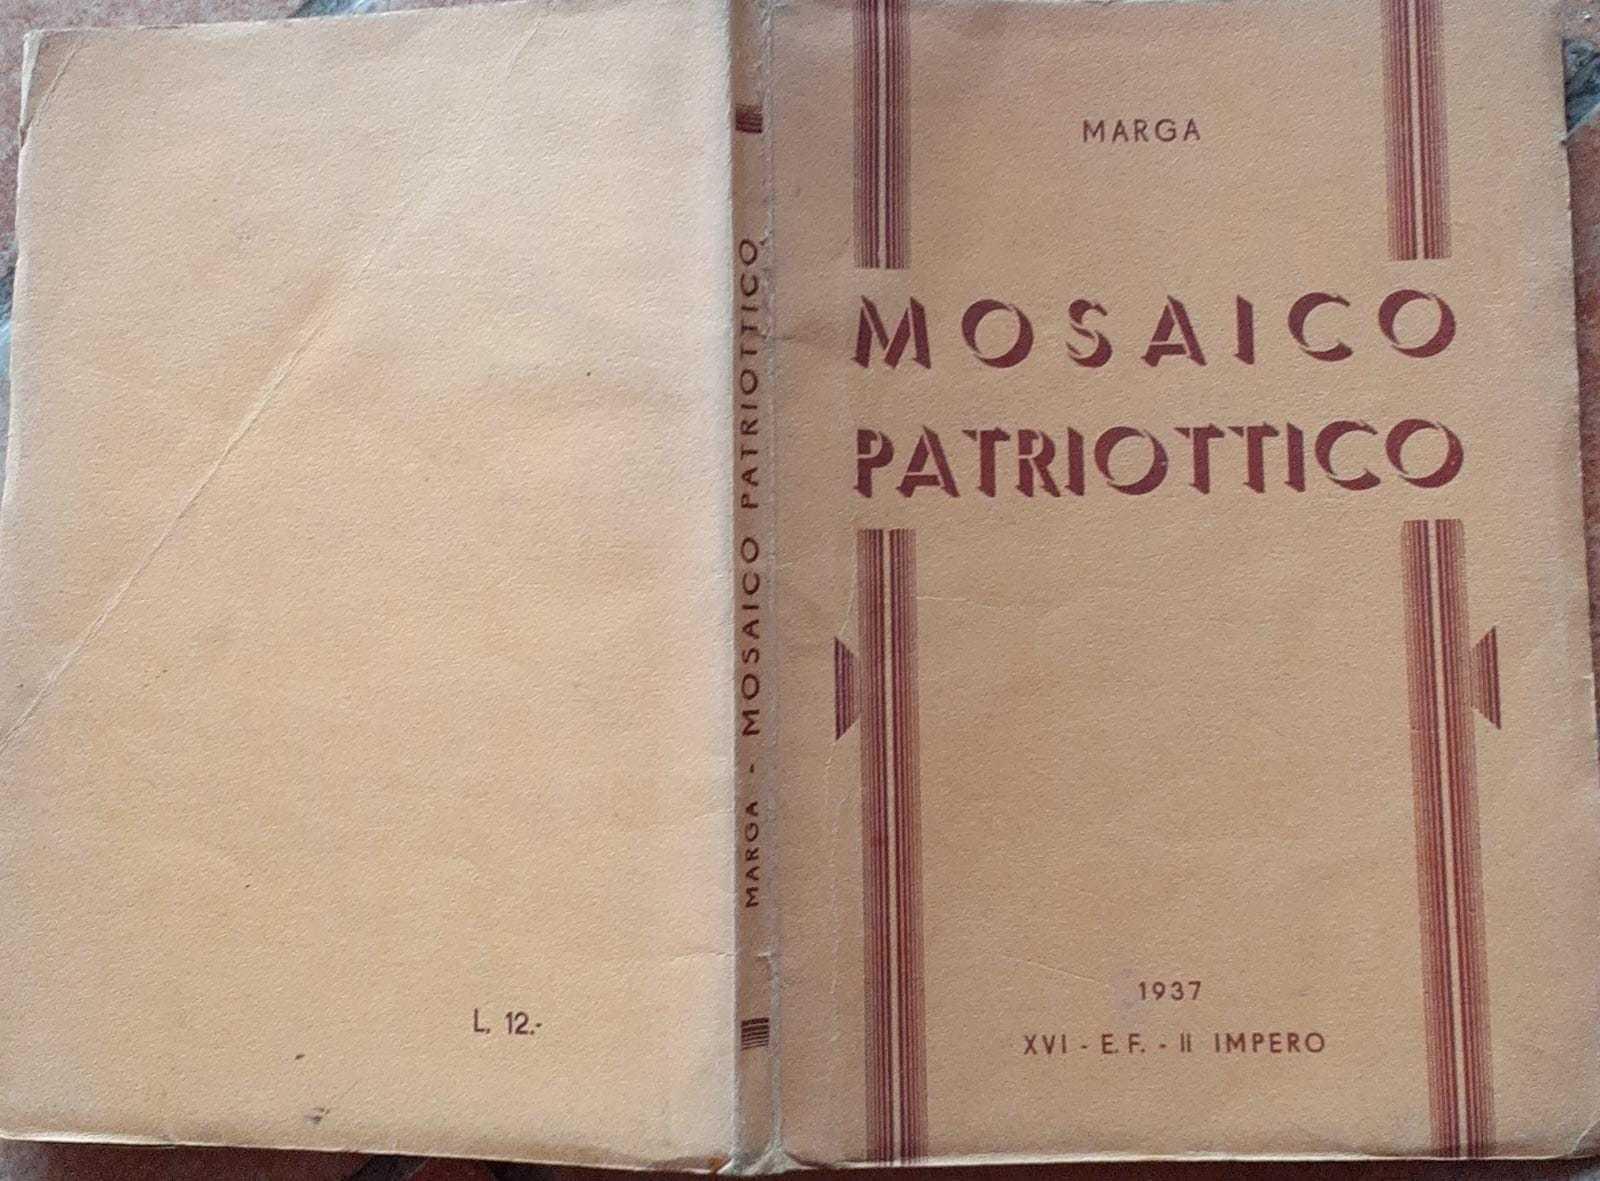 MARGA
MOSAICO
PATRIOTTICO
1937
XVI - E. F. - II IMPERO
MARGA - MOSAICO PATRIOTTICO
L. 12.-